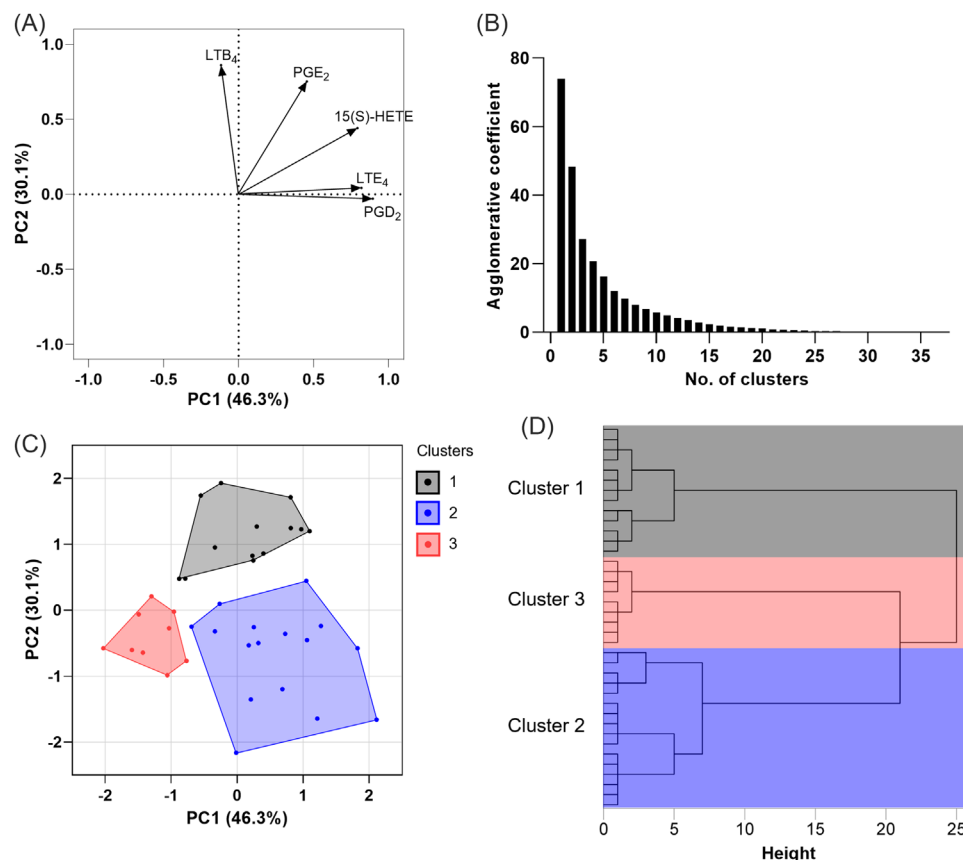 (A)
1.0
0.5
0.0
-0.5
-1.0
PC2 (30.1%)
LTB₄
PGE₂
15(S)-HETE
LTE₄
PGD₂
-1.0
-0.5
0.0
0.5
1.0
PC1 (46.3%)
(B)
80
60
40
20
0
Agglomerative coefficient
0
5
10
15
20
25
30
35
No. of clusters
(C)
2
1
0
-1
-2
PC2 (30.1%)
-2
-1
0
1
2
PC1 (46.3%)
Clusters
1
2
3
(D)
Cluster 1
Cluster 3
Cluster 2
0
5
10
15
20
25
Height